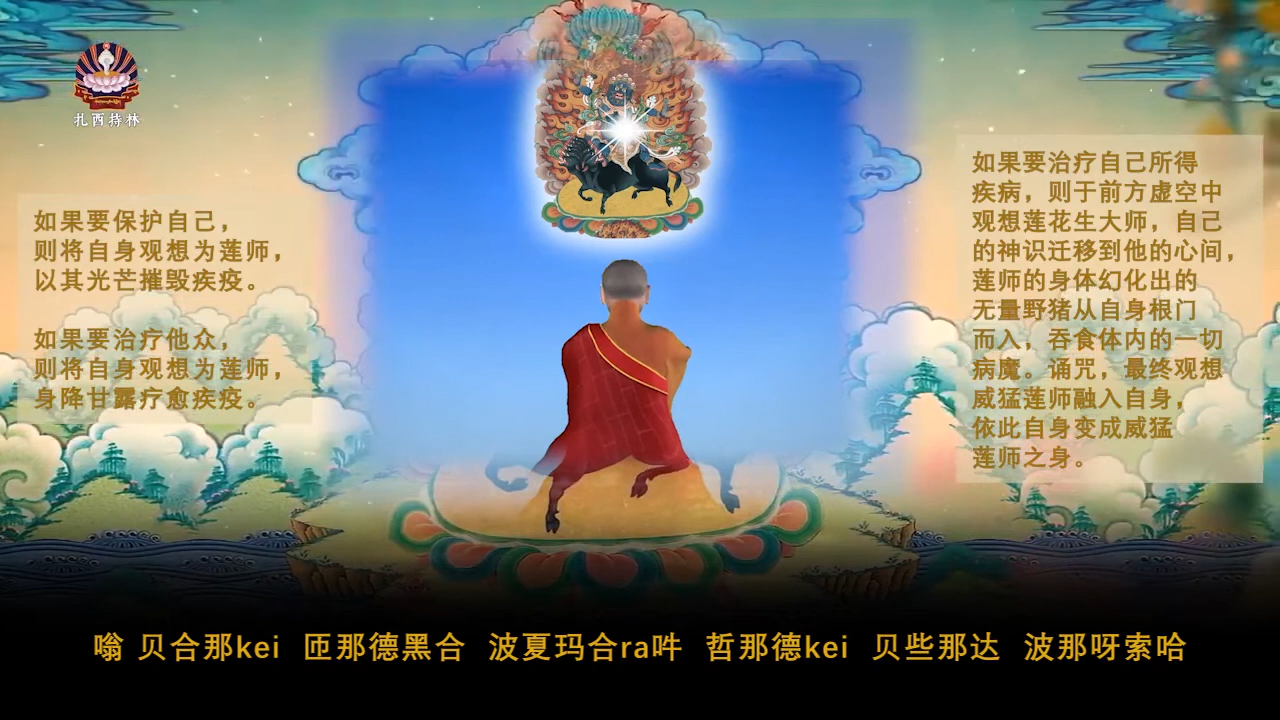 扎西持林
如果要保护自己，
则将自身观想为莲师，
以其光芒摧毁疾疫。
如果要治疗他众，
则将自身观想为莲师，
身降甘露疗愈疾疫。
如果要治疗自己所得
疾病，则于前方虚空中
观想莲花生大师，自己
的神识迁移到他的心间，
莲师的身体幻化出的
无量野猪从自身根门
而入，吞食体内的一切
病魔。诵咒，最终观想
威猛莲师融入自身，
依此自身变成威猛
莲师之身。
嗡 贝合那kei 匝那德黑合 波夏玛合ra吽 哲那德kei 贝些那达 波那呀索哈